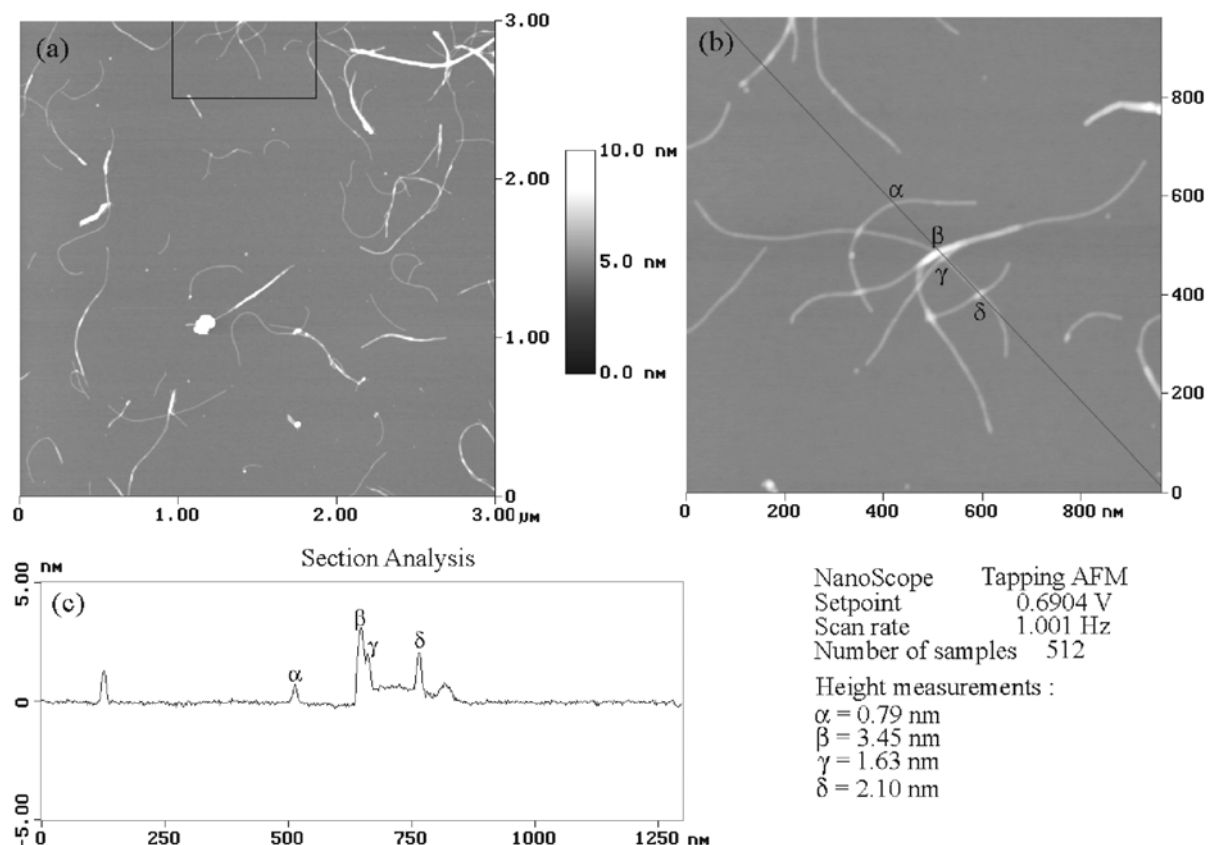 (a)
3.00
2.00
1.00
0
0
1.00
2.00
3.00 µM
10.0 nM
5.0 nM
0.0 nM
(b)
α
β
γ
δ
800
600
400
200
0
0
200
400
600
800 nM
Section Analysis
nM
5.00
0
-5.00
(c)
α
β
γ
δ
0
250
500
750
1000
1250 nM
NanoScope Tapping AFM
Setpoint 0.6904 V
Scan rate 1.001 Hz
Number of samples 512
Height measurements :
α = 0.79 nm
β = 3.45 nm
γ = 1.63 nm
δ = 2.10 nm